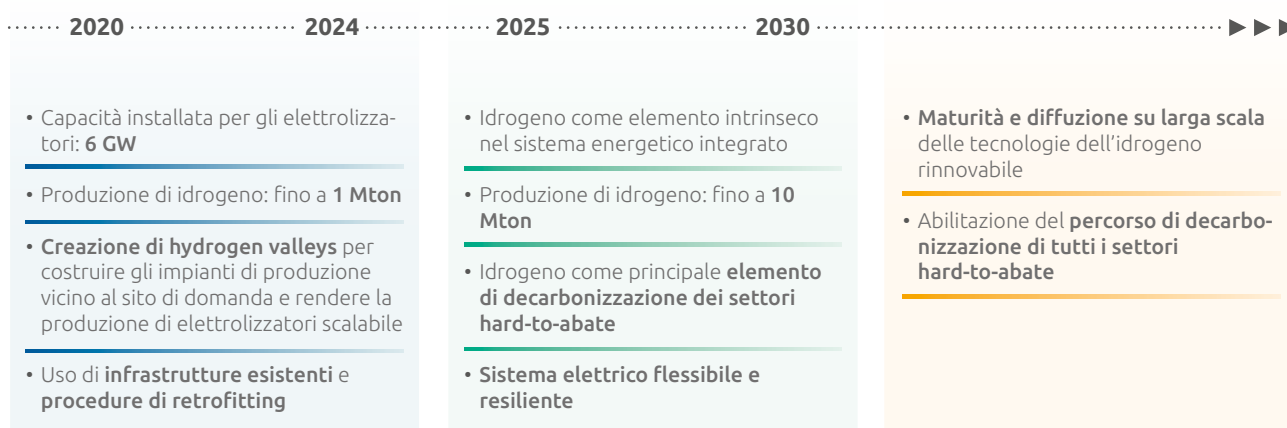 2020 2024 2025 2030
• Capacità installata per gli elettrolizza-
tori: 6 GW
• Produzione di idrogeno: fino a 1 Mton
• Creazione di hydrogen valleys per
costruire gli impianti di produzione
vicino al sito di domanda e rendere la
produzione di elettrolizzatori scalabile
• Uso di infrastrutture esistenti e
procedure di retrofitting
• Idrogeno come elemento intrinseco
nel sistema energetico integrato
• Produzione di idrogeno: fino a 10
Mton
• Idrogeno come principale elemento
di decarbonizzazione dei settori
hard-to-abate
• Sistema elettrico flessibile e
resiliente
• Maturità e diffusione su larga scala
delle tecnologie dell'idrogeno
rinnovabile
• Abilitazione del percorso di decarbo-
nizzazione di tutti i settori
hard-to-abate